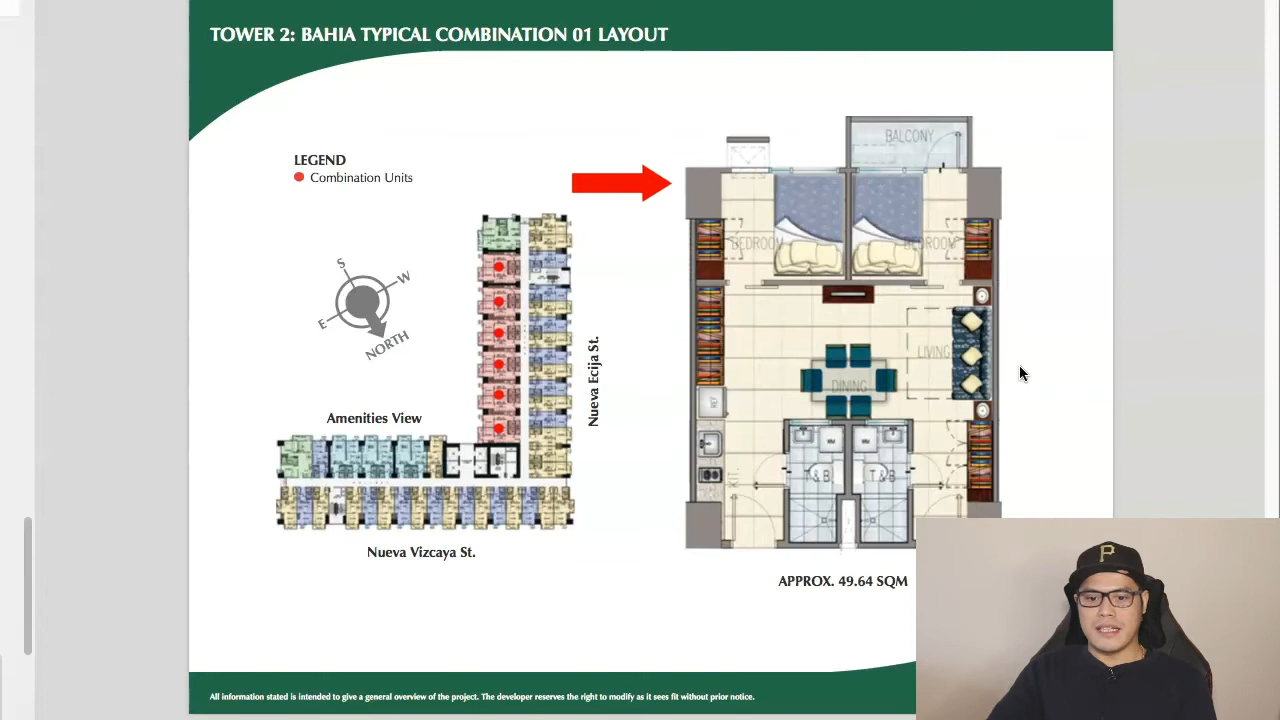 TOWER 2: BAHIA TYPICAL COMBINATION 01 LAYOUT
LEGEND
Combination Units
S
W
E
NORTH
Amenities View
Nueva Ecija St.
Nueva Vizcaya St.
BALCONY
BEDROOM
BEDROOM
LIVING
DINING
REF
KIT.
T&B
T&B
APPROX. 49.64 SQM
P
All information stated is intended to give a general overview of the project. The developer reserves the right to modify as it sees fit without prior notice.